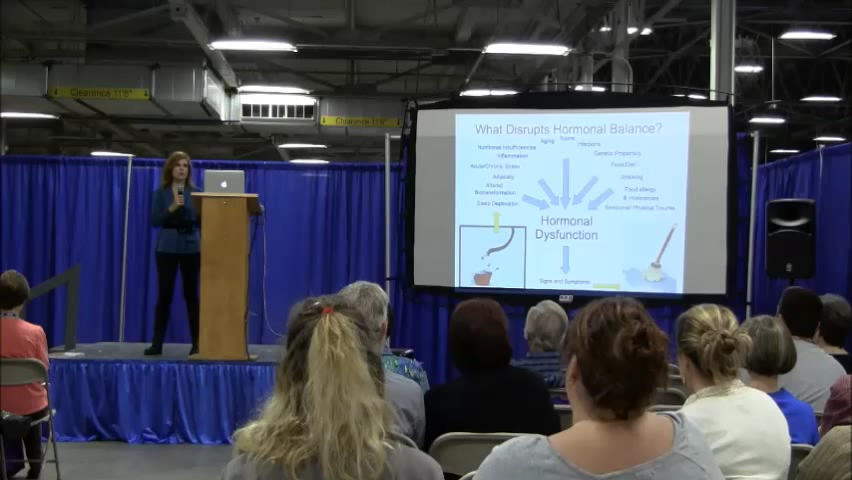 Clearance 11'6"
Clearance 11'6"
What Disrupts Hormonal Balance?
Aging
Toxins
Infections
Nutritional Insufficiencies
Inflammation
Acute/Chronic Stress
Anxiety
Altered
Biotransformation
Sleep Deprivation
Genetic Propensity
Food/Diet
Smoking
Food allergy
& Intolerances
Emotional/ Physical Trauma
Hormonal
Dysfunction
Signs and Symptoms